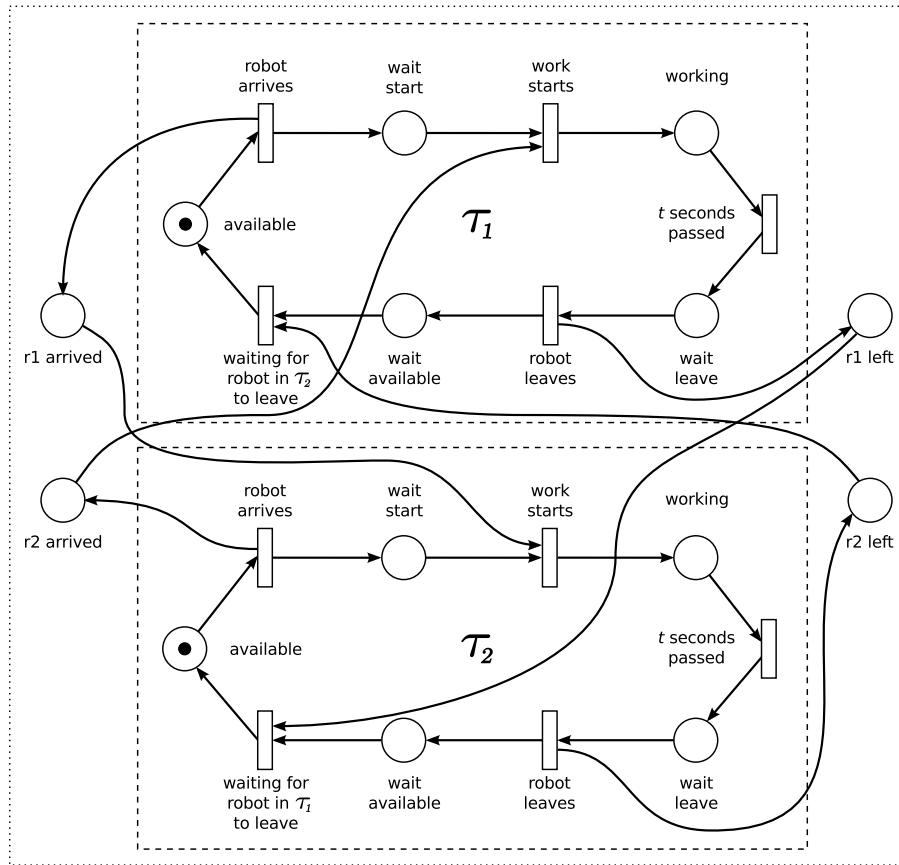 robot
arrives
wait
start
work
starts
working
available
τ1
t seconds
passed
r1 arrived
waiting for
robot in τ2
to leave
wait
available
robot
leaves
wait
leave
r1 left
r2 arrived
robot
arrives
wait
start
work
starts
working
r2 left
available
τ2
t seconds
passed
waiting for
robot in τ1
to leave
wait
available
robot
leaves
wait
leave